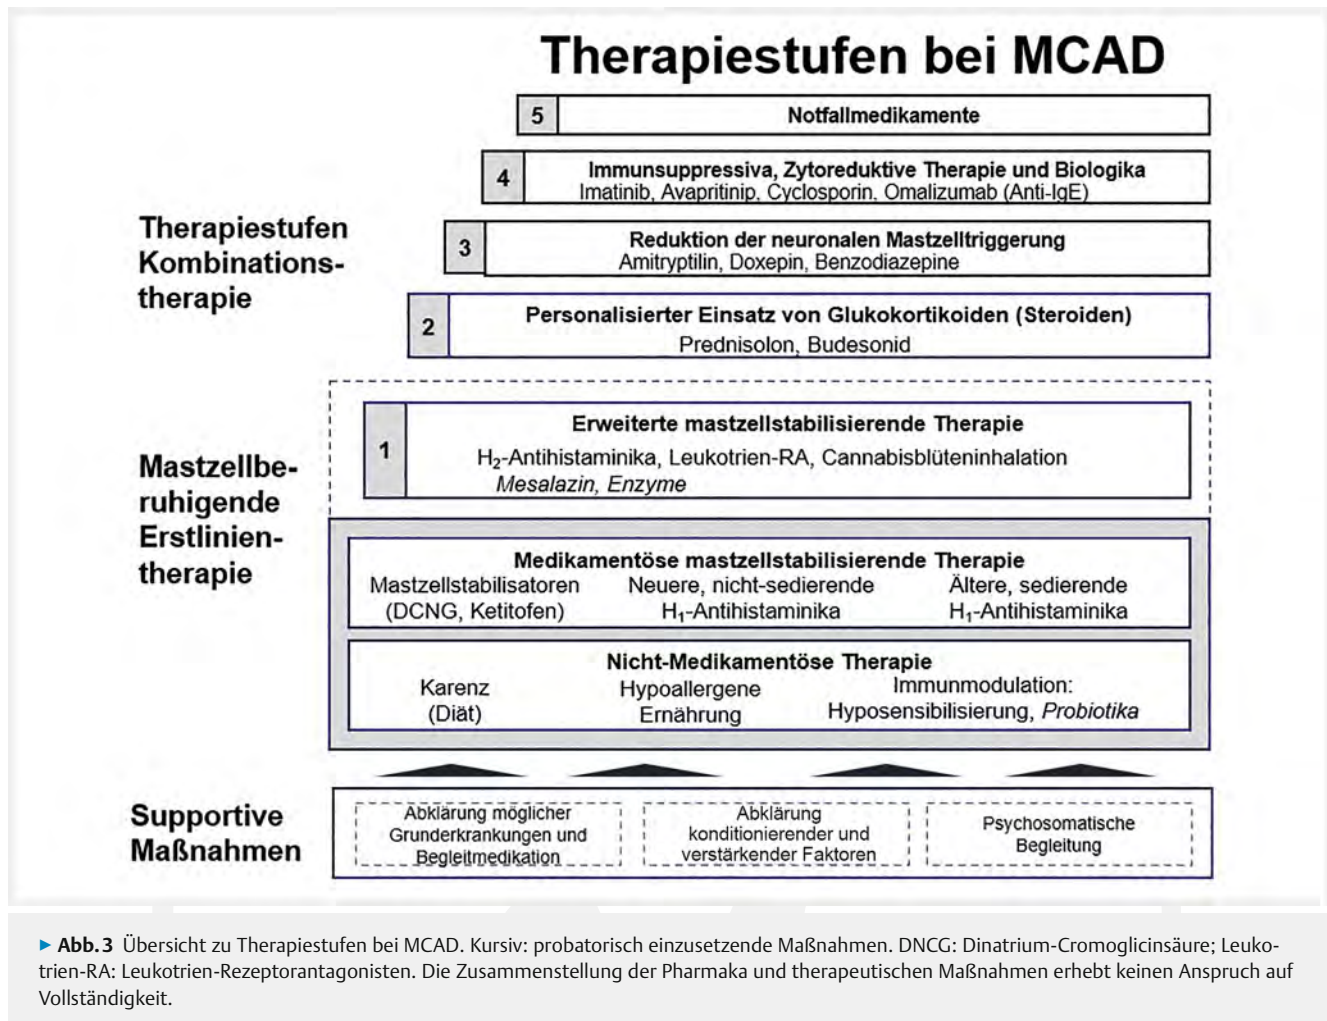 Therapiestufen bei MCAD
5 Notfallmedikamente
4 Immunsuppressiva, Zytoreduktive Therapie und Biologika
Imatinib, Avapritinip, Cyclosporin, Omalizumab (Anti-IgE)
Therapiestufen
Kombinations-
therapie
3 Reduktion der neuronalen Mastzelltriggerung
Amitryptilin, Doxepin, Benzodiazepine
2 Personalisierter Einsatz von Glukokortikoiden (Steroiden)
Prednisolon, Budesonid
Mastzellbe-
ruhigende
Erstlinien-
therapie
1 Erweiterte mastzellstabilisierende Therapie
H₂-Antihistaminika, Leukotrien-RA, Cannabisblüteninhalation
Mesalazin, Enzyme
Medikamentöse mastzellstabilisierende Therapie
Mastzellstabilisatoren
(DCNG, Ketitofen)
Neuere, nicht-sedierende
H₁-Antihistaminika
Ältere, sedierende
H₁-Antihistaminika
Nicht-Medikamentöse Therapie
Karenz
(Diät)
Hypoallergene
Ernährung
Immunmodulation:
Hyposensibilisierung, Probiotika
Supportive
Maßnahmen
Abklärung möglicher
Grunderkrankungen und
Begleitmedikation
Abklärung
konditionierender und
verstärkender Faktoren
Psychosomatische
Begleitung
▶ Abb. 3 Übersicht zu Therapiestufen bei MCAD. Kursiv: probatorisch einzusetzende Maßnahmen. DNCG: Dinatrium-Cromoglicinsäure; Leuko-
trien-RA: Leukotrien-Rezeptorantagonisten. Die Zusammenstellung der Pharmaka und therapeutischen Maßnahmen erhebt keinen Anspruch auf
Vollständigkeit.